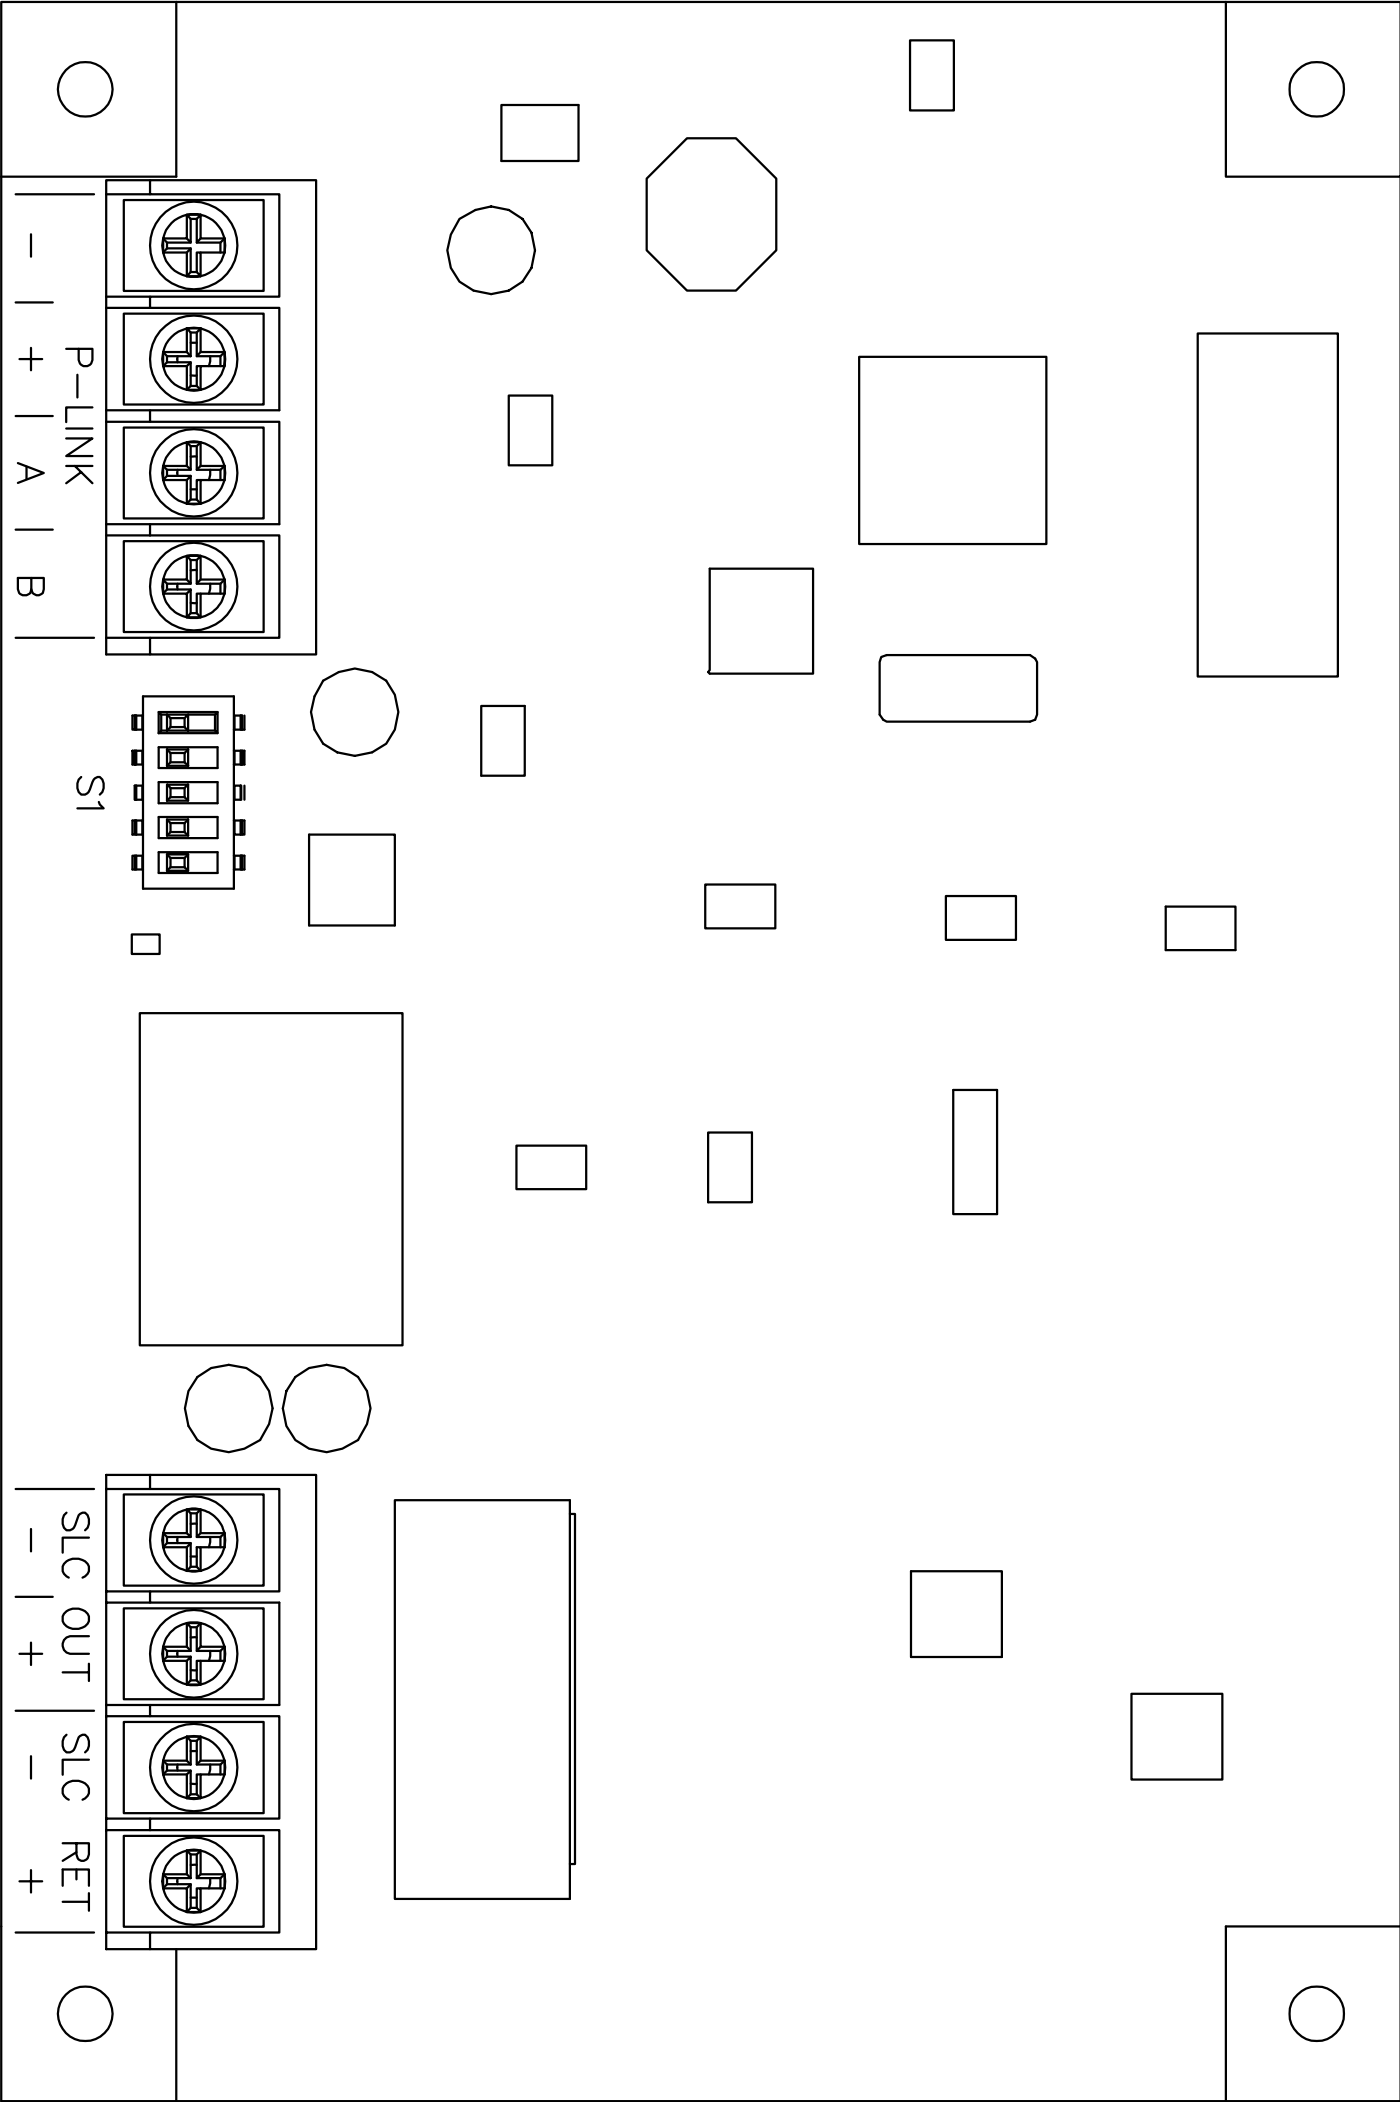 P-LINK
- | + | A | B
S1
SLC OUT SLC RET
- | + | - | +